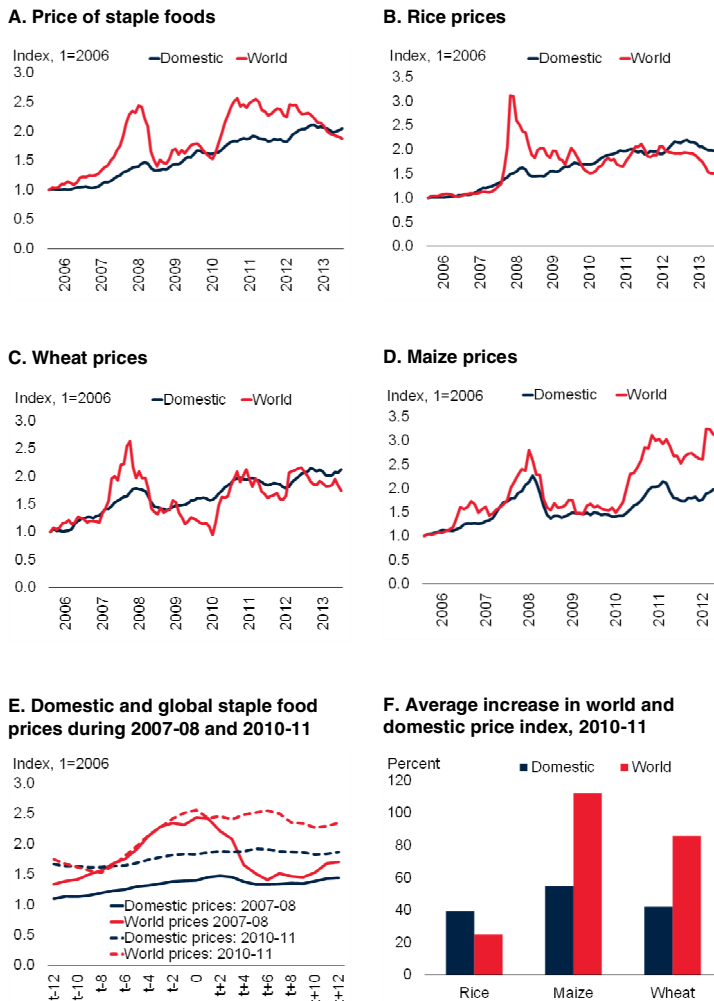 A. Price of staple foods
Index, 1=2006
Domestic
World
3.0
2.5
2.0
1.5
1.0
0.5
0.0
2006
2007
2008
2009
2010
2011
2012
2013
B. Rice prices
Index, 1=2006
Domestic
World
3.5
3.0
2.5
2.0
1.5
1.0
0.5
0.0
2006
2007
2008
2009
2010
2011
2012
2013
C. Wheat prices
Index, 1=2006
Domestic
World
3.0
2.5
2.0
1.5
1.0
0.5
0.0
2006
2007
2008
2009
2010
2011
2012
2013
D. Maize prices
Index, 1=2006
Domestic
World
3.5
3.0
2.5
2.0
1.5
1.0
0.5
0.0
2006
2007
2008
2009
2010
2011
2012
E. Domestic and global staple food
prices during 2007-08 and 2010-11
Index, 1=2006
3.0
2.5
2.0
1.5
1.0
0.5
0.0
Domestic prices: 2007-08
World prices 2007-08
Domestic prices: 2010-11
World prices: 2010-11
t-12
t-10
t-8
t-6
t-4
t-2
0
t+2
t+4
t+6
t+8
t+10
t+12
F. Average increase in world and
domestic price index, 2010-11
Percent
Domestic
World
120
100
80
60
40
20
0
Rice
Maize
Wheat